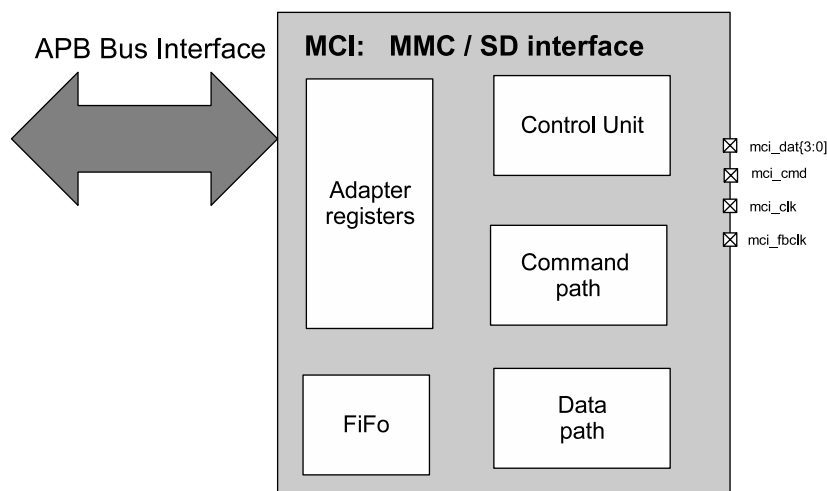 APB Bus Interface
MCI: MMC / SD interface
Adapter
registers
Control Unit
Command
path
FiFo
Data
path
mci_dat{3:0]
mci_cmd
mci_clk
mci_fbclk